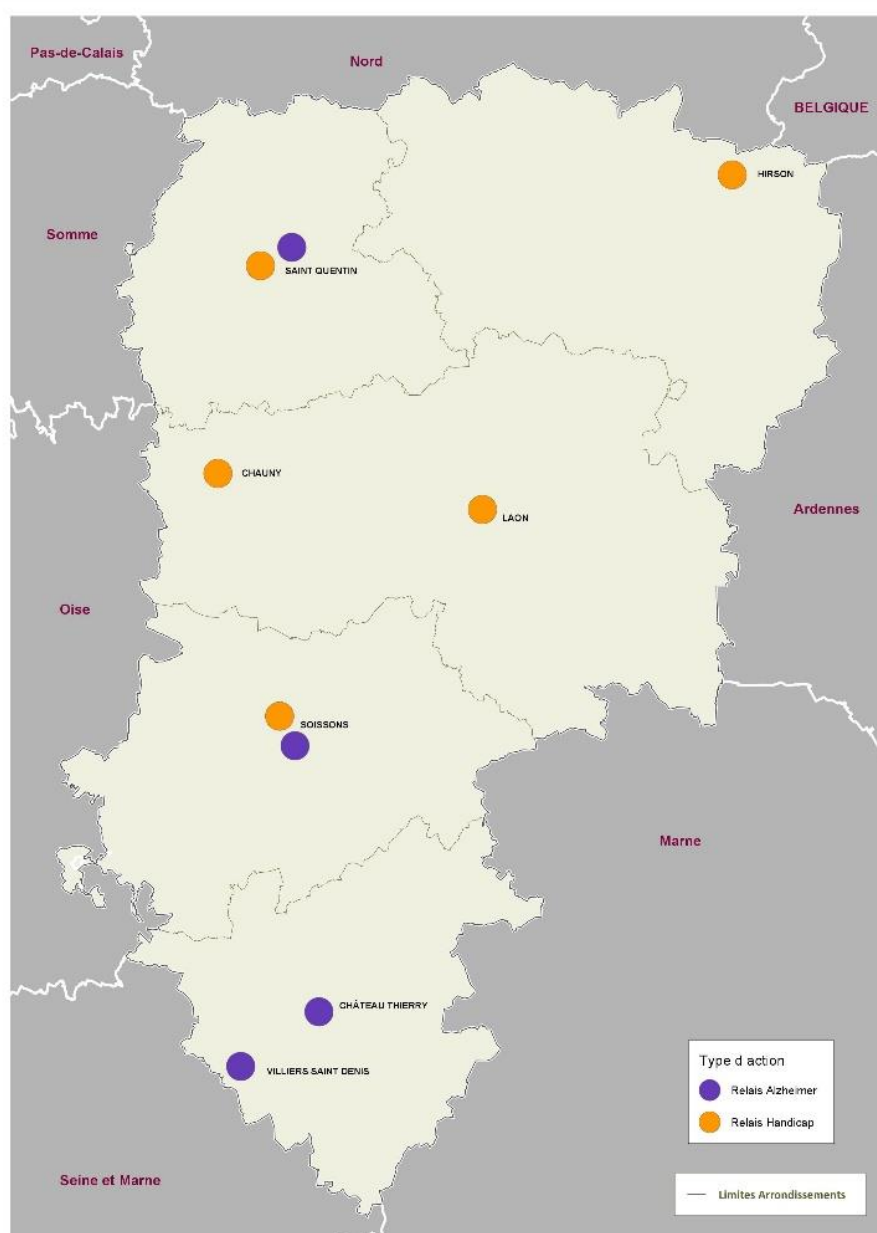 Pas-de-Calais
Nord
BELGIQUE
HIRSON
Somme
SAINT QUENTIN
CHAUNY
LAON
Ardennes
Oise
SOISSONS
Marne
CHÂTEAU THIERRY
VILLIERS SAINT DENIS
Type d action
Relais Alzheimer
Relais Handicap
Seine et Marne
Limites Arrondissements